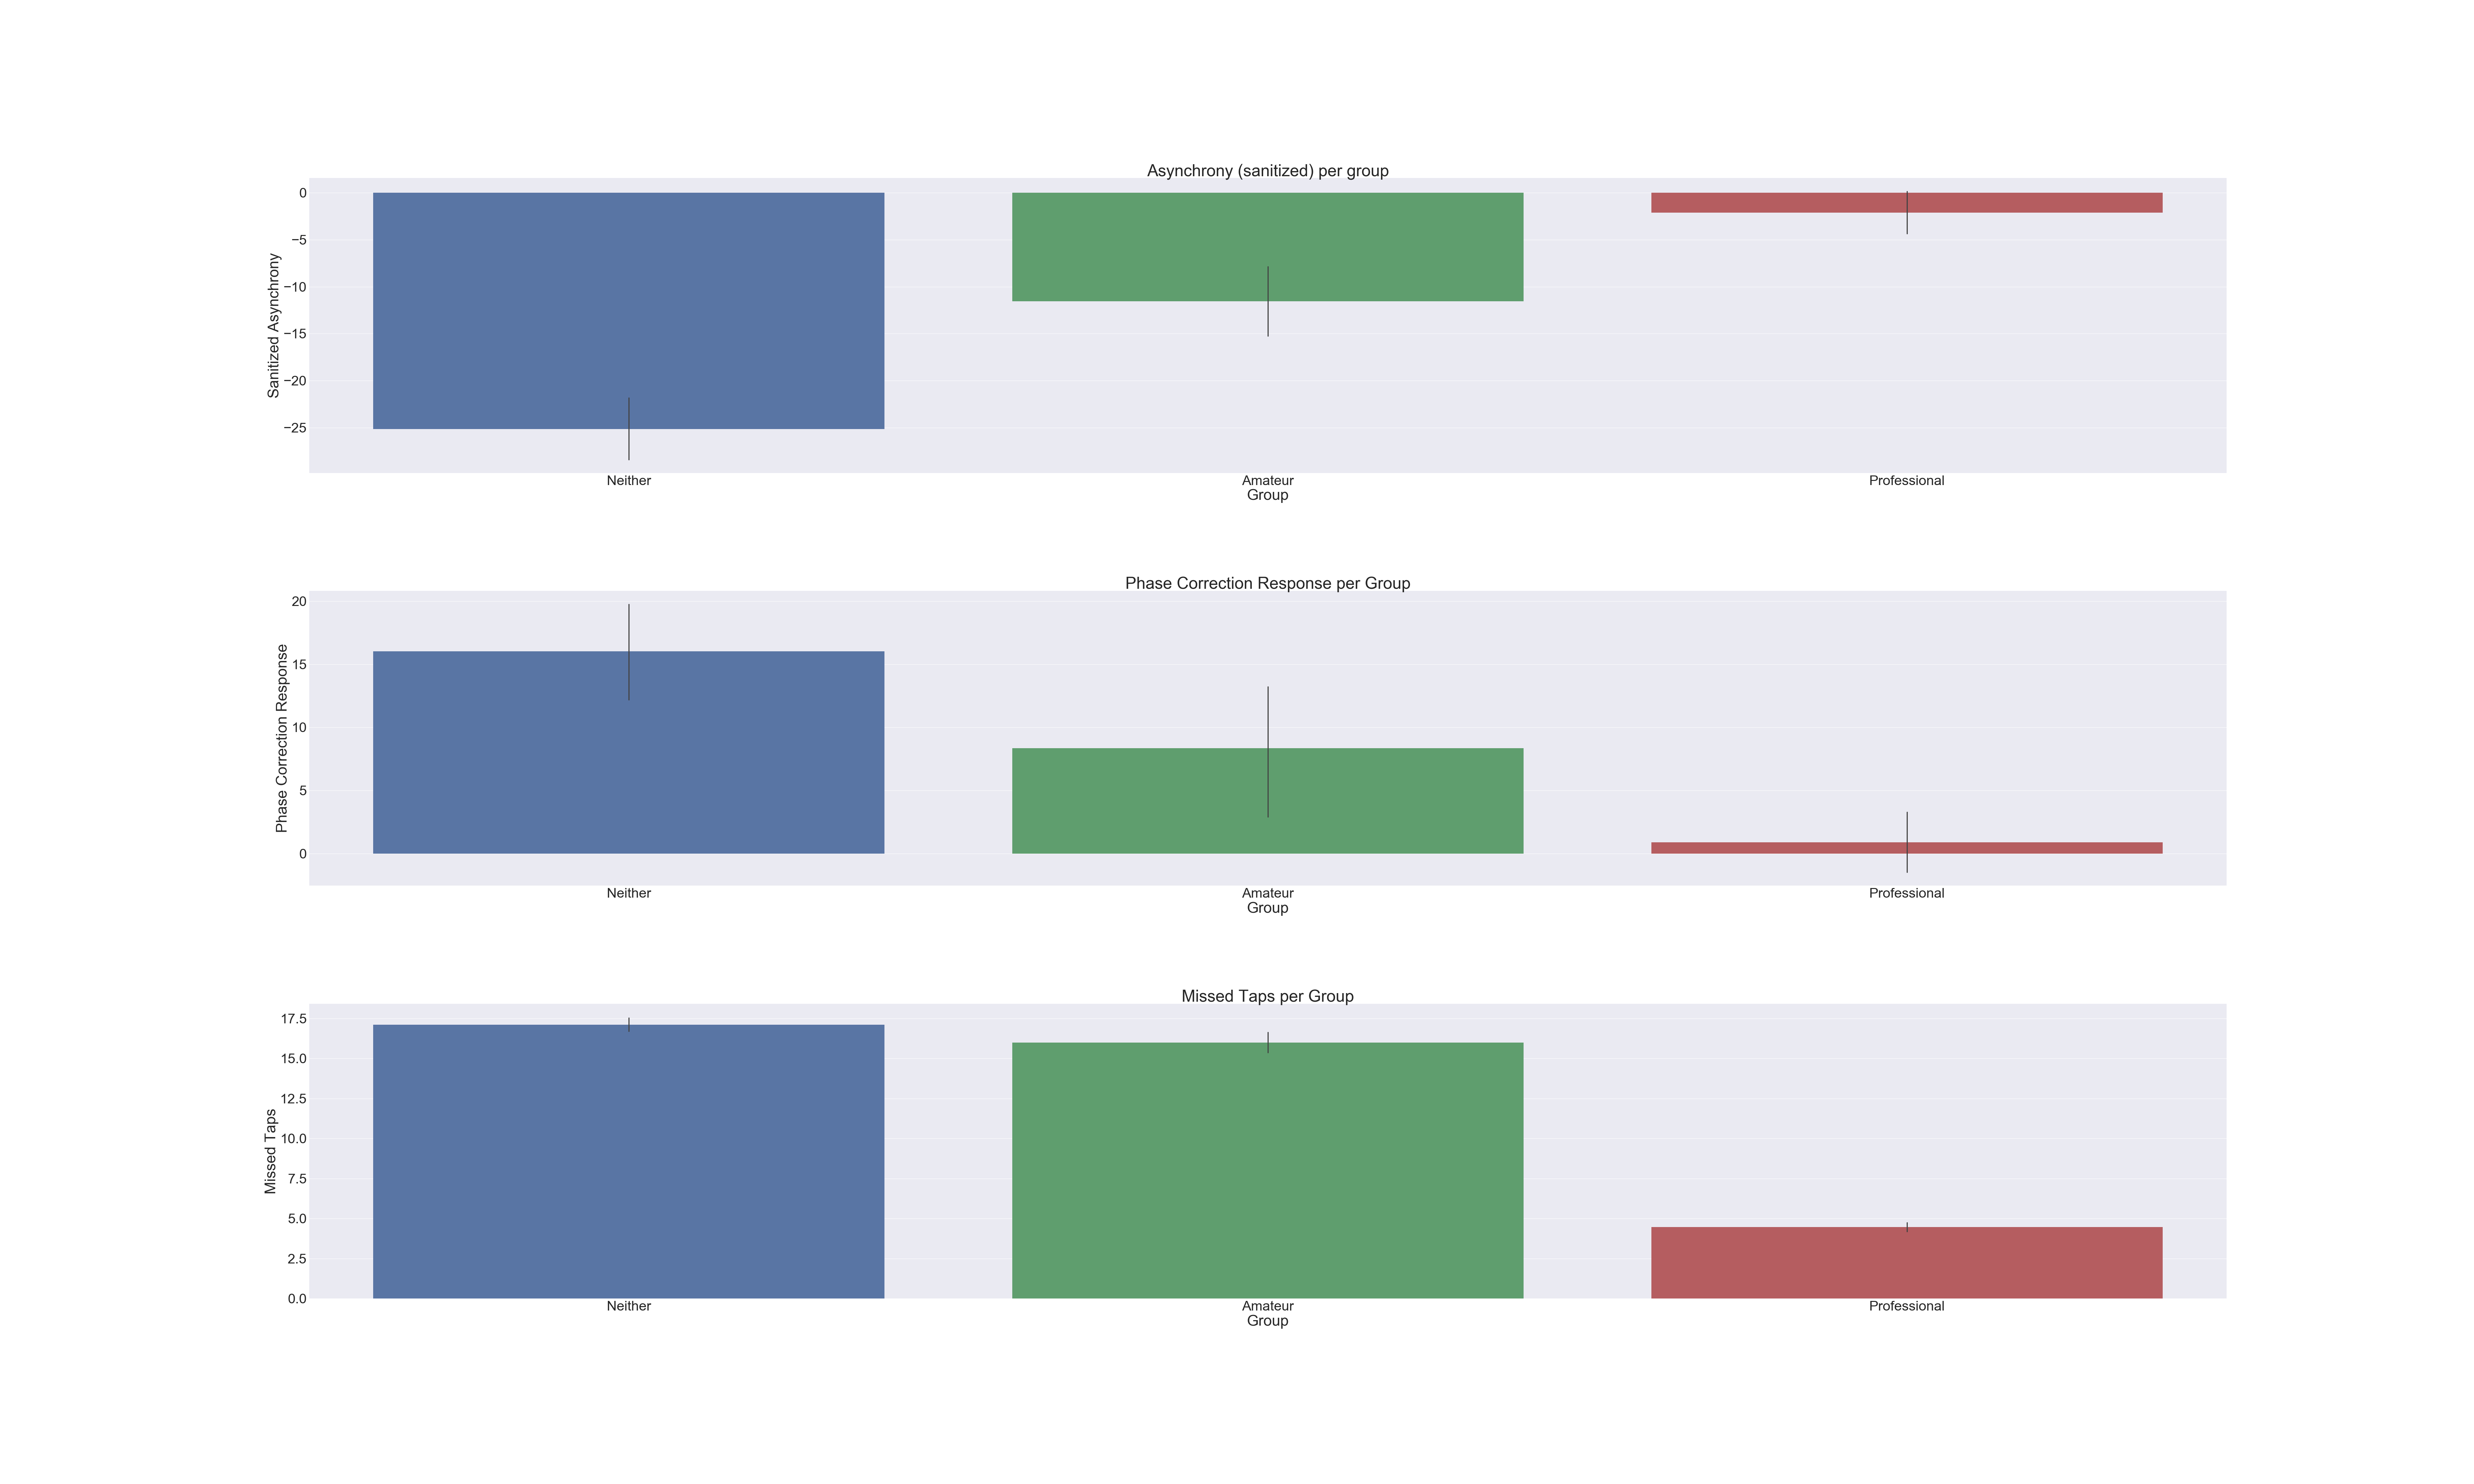 Asynchrony (sanitized) per group
Sanitized Asynchrony
0
−5
−10
−15
−20
−25
Neither
Amateur
Professional
Group
Phase Correction Response per Group
Phase Correction Response
20
15
10
5
0
Neither
Amateur
Professional
Group
Missed Taps per Group
Missed Taps
17.5
15.0
12.5
10.0
7.5
5.0
2.5
0.0
Neither
Amateur
Professional
Group